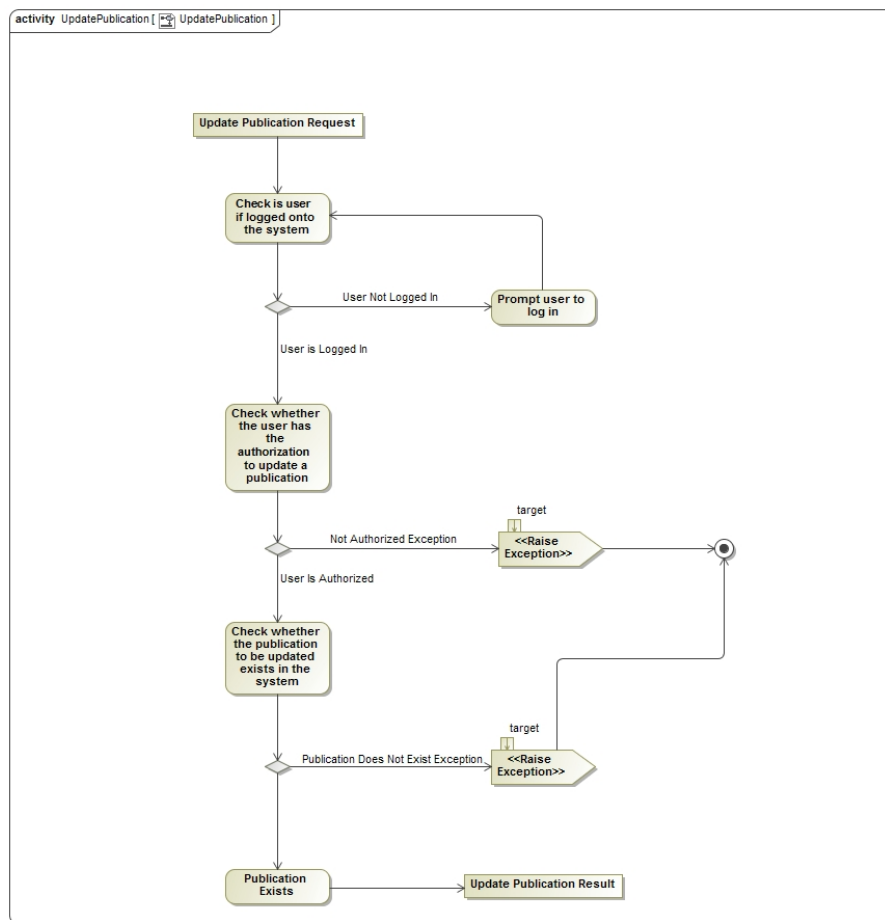 activity UpdatePublication [ UpdatePublication ]
Update Publication Request
Check is user
if logged onto
the system
User Not Logged In
Prompt user to
log in
User is Logged In
Check whether
the user has
the
authorization
to update a
publication
target
Not Authorized Exception
<<Raise
Exception>>
User Is Authorized
Check whether
the publication
to be updated
exists in the
system
target
Publication Does Not Exist Exception
<<Raise
Exception>>
Publication
Exists
Update Publication Result